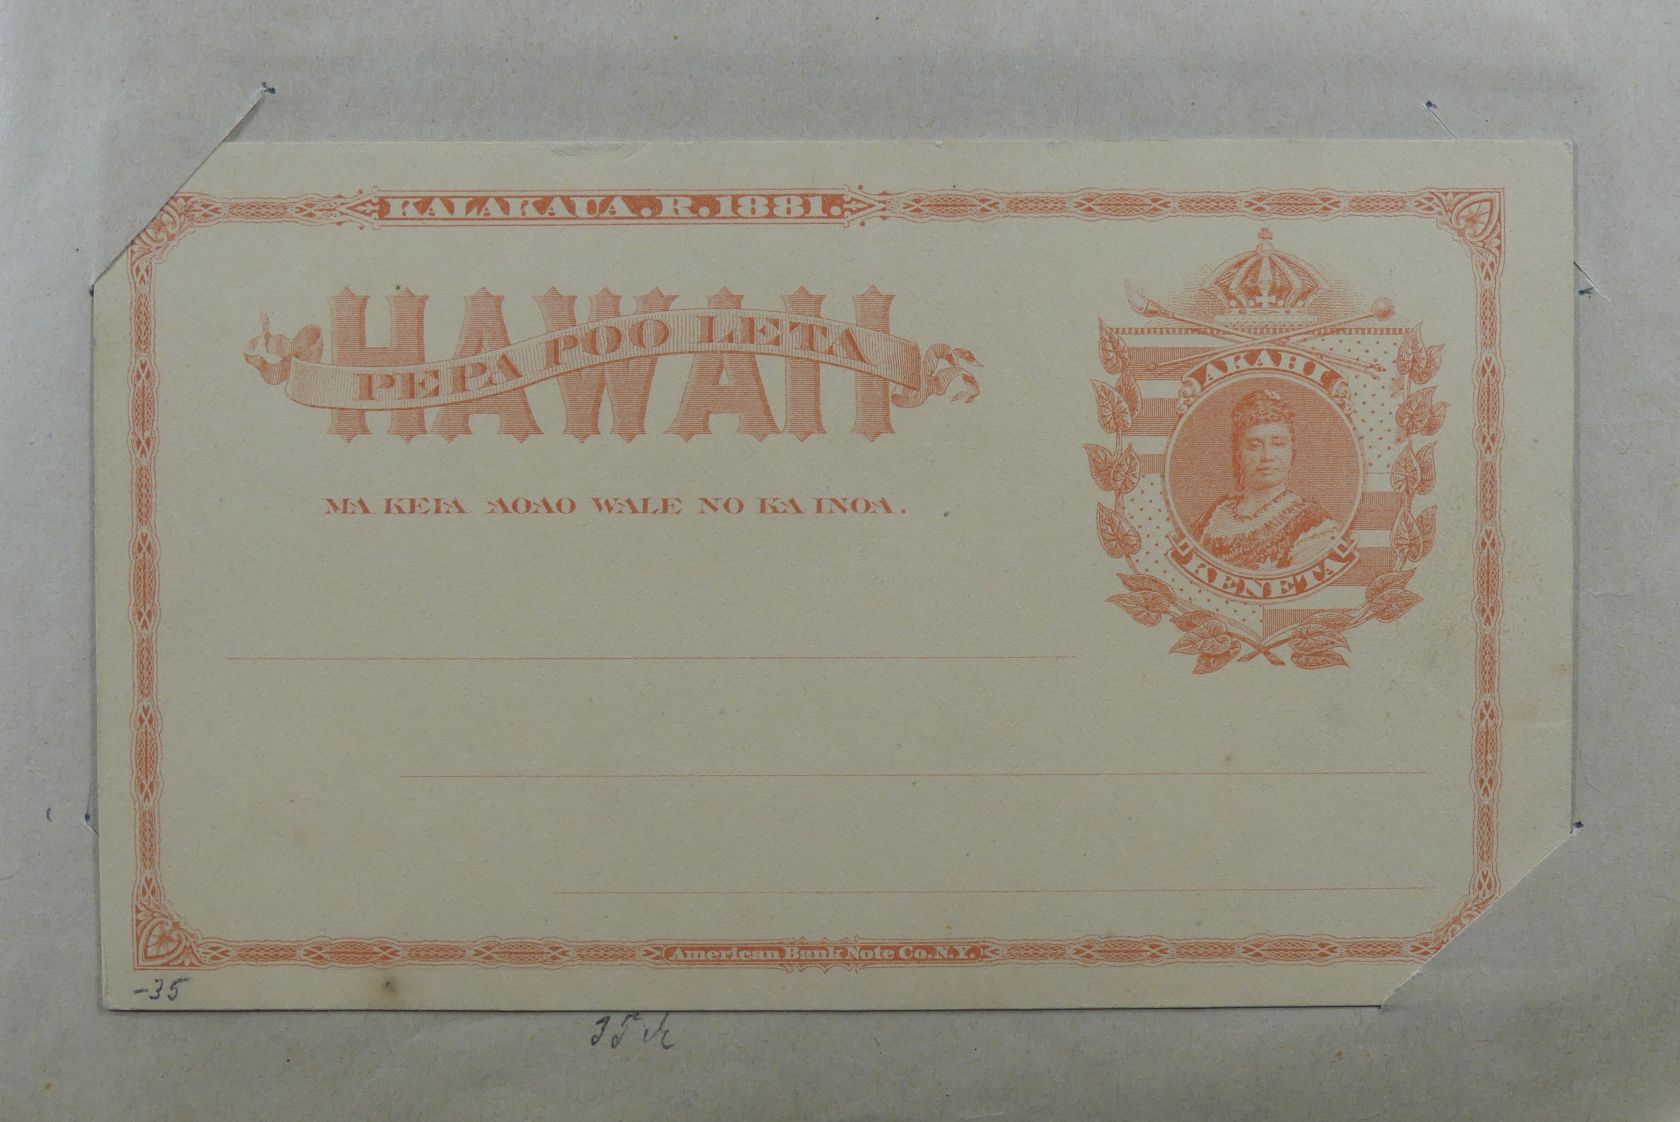 KALAKAUA.R.1881.
HAWAII
PEPA POO LETA
AKAHI
KENETA
MA KEIA AOAO WALE NO KA INOA.
American Bank Note Co. N.Y.
-35